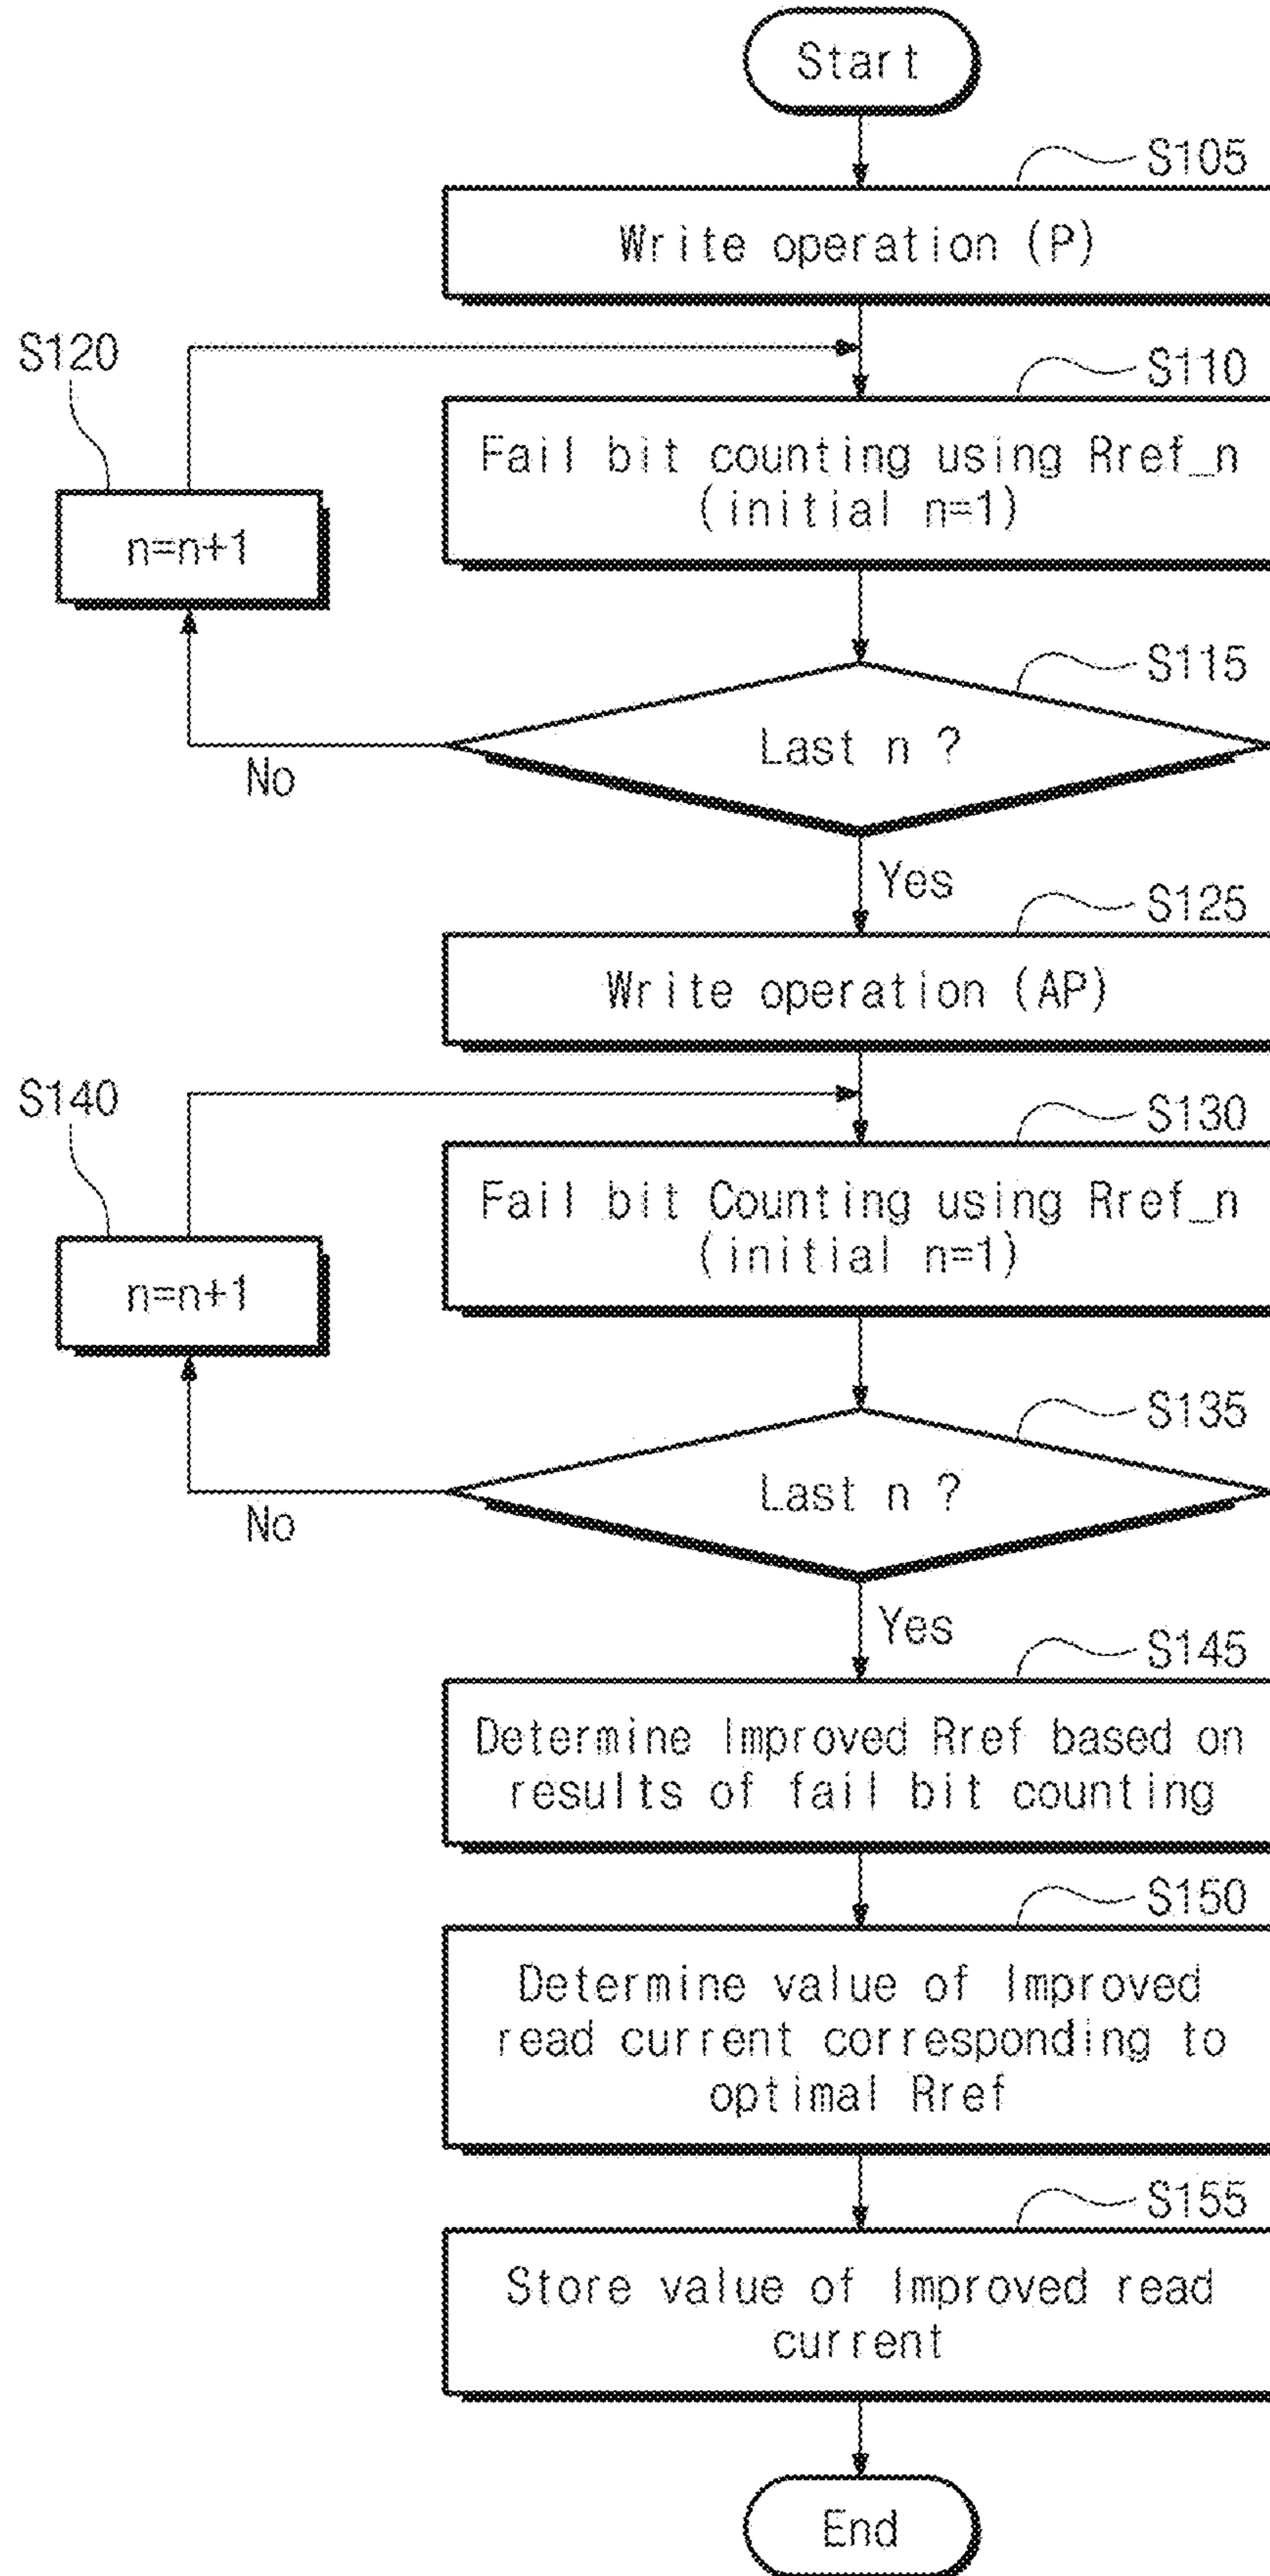 Start
S105
Write operation (P)
S120
S110
Fail bit counting using Rref_n
(initial n=1)
n=n+1
S115
Last n ?
No
Yes
S125
Write operation (AP)
S140
S130
Fail bit Counting using Rref_n
(initial n=1)
n=n+1
S135
Last n ?
No
Yes
S145
Determine Improved Rref based on
results of fail bit counting
S150
Determine value of Improved
read current corresponding to
optimal Rref
S155
Store value of Improved read
current
End